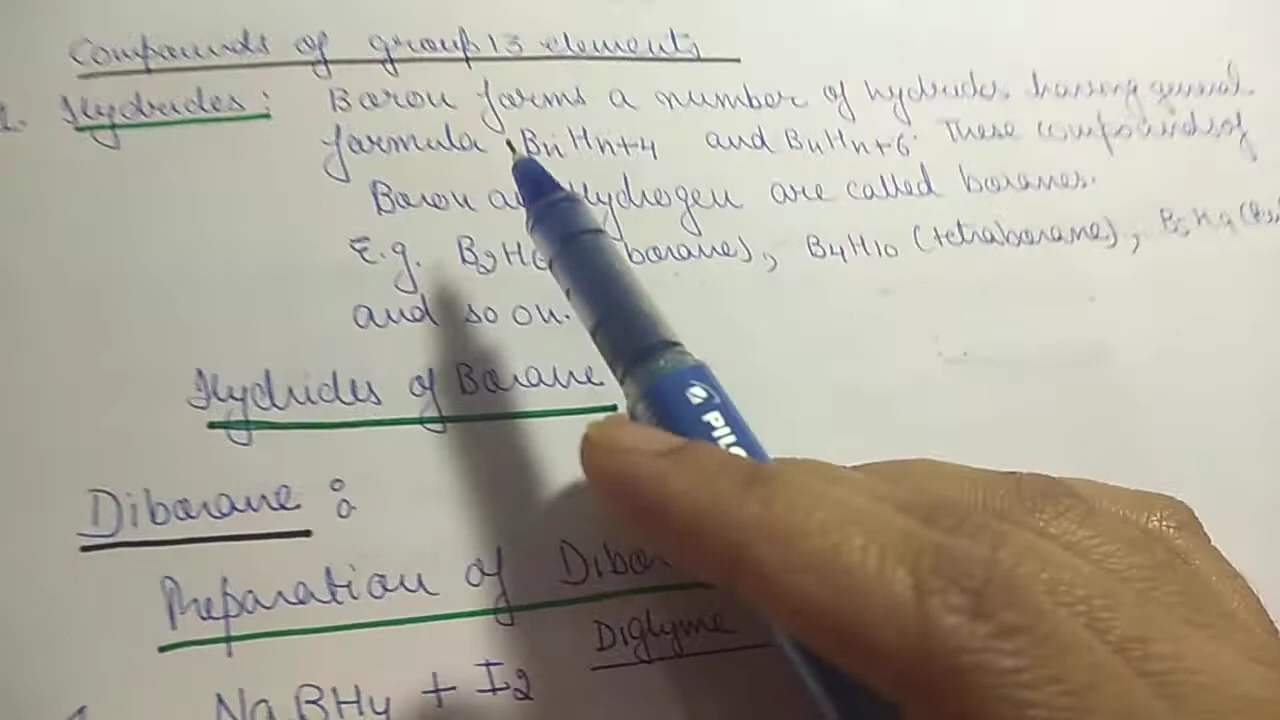 Compounds of group 13 elements
1. Hydrides: Boron forms a number of hydrides having general
formula BnHn+4 and BnHn+6. These compounds of
Boron Hydrogen are called boranes.
E.g. B2H6 borane), B4H10 (tetraborane), B5H9
and so on.
Hydrides of Borane
Diborane :
Preparation of Dibor
Diglyme
NaBH4 + I2
PILO